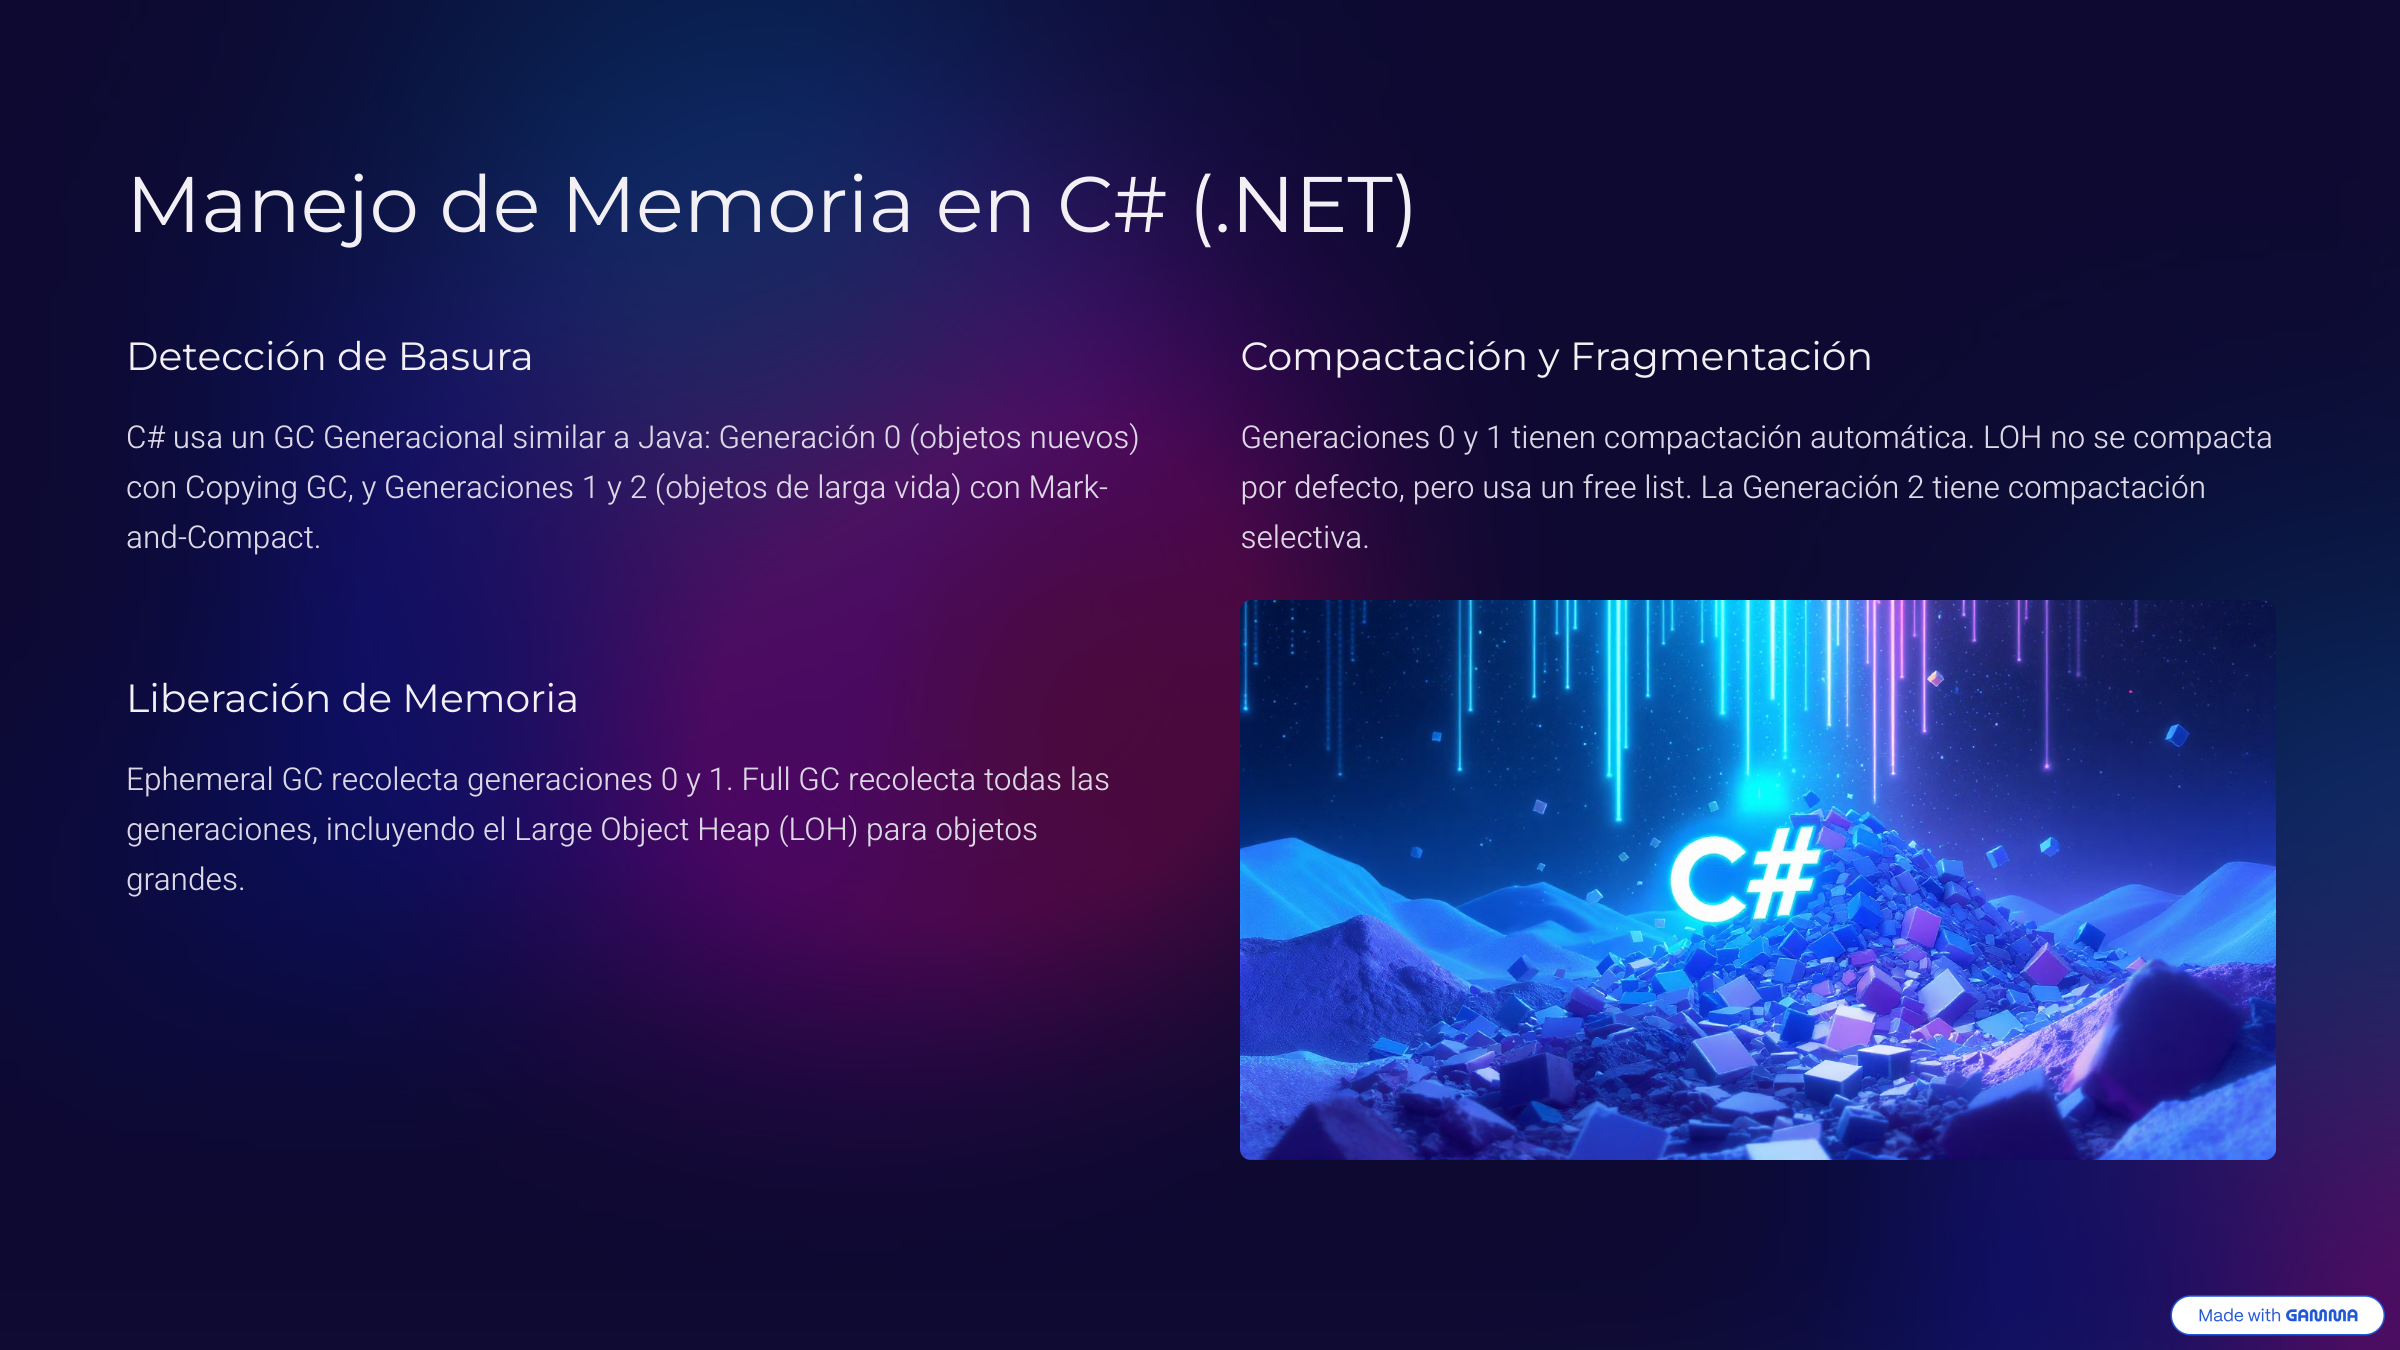 Manejo de Memoria en C# (.NET)
Detección de Basura
C# usa un GC Generacional similar a Java: Generación 0 (objetos nuevos)
con Copying GC, y Generaciones 1 y 2 (objetos de larga vida) con Mark-
and-Compact.
Liberación de Memoria
Ephemeral GC recolecta generaciones 0 y 1. Full GC recolecta todas las
generaciones, incluyendo el Large Object Heap (LOH) para objetos
grandes.
Compactación y Fragmentación
Generaciones 0 y 1 tienen compactación automática. LOH no se compacta
por defecto, pero usa un free list. La Generación 2 tiene compactación
selectiva.
C#
Made with GAMMA